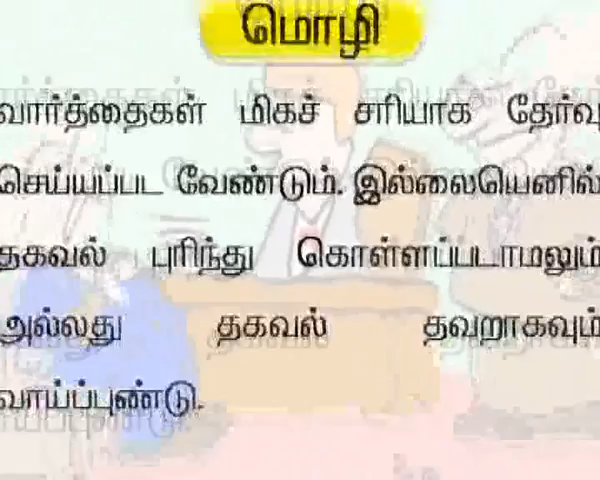 மொழி
வார்த்தைகள் மிகச் சரியாக தேர்வு
செய்யப்பட வேண்டும். இல்லையெனில்
தகவல் புரிந்து கொள்ளப்படாமலும்
அல்லது தகவல் தவறாகவும்
வாய்ப்புண்டு.